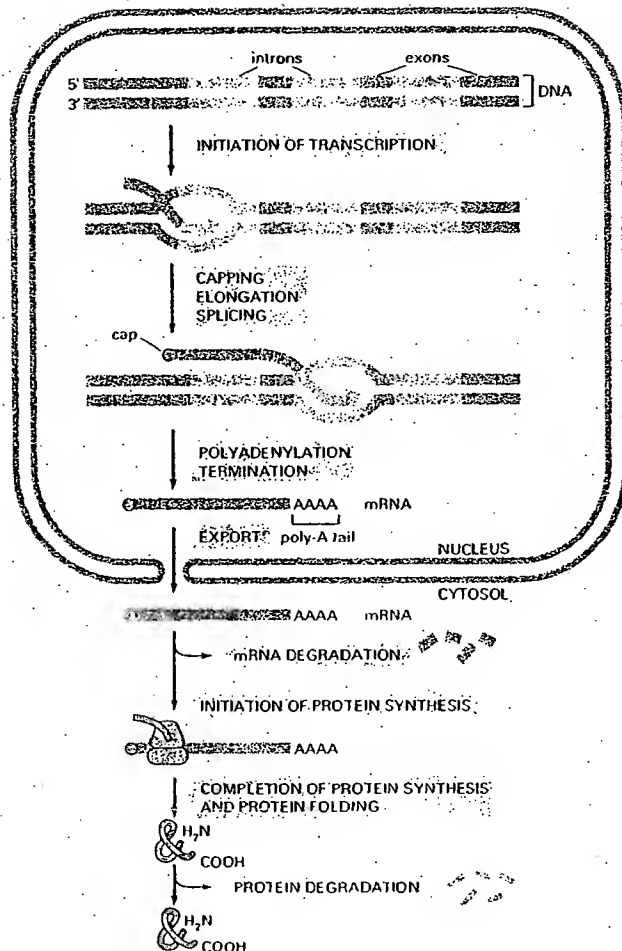 introns exons
5'
3'
DNA
INITIATION OF TRANSCRIPTION
CAPPING
ELONGATION
SPLICING
cap
POLYADENYLATION
TERMINATION
AAAA mRNA
EXPORT poly-A tail
NUCLEUS
CYTOSOL
AAAA mRNA
mRNA DEGRADATION
INITIATION OF PROTEIN SYNTHESIS
AAAA
COMPLETION OF PROTEIN SYNTHESIS
AND PROTEIN FOLDING
H₂N
COOH
PROTEIN DEGRADATION
H₂N
COOH